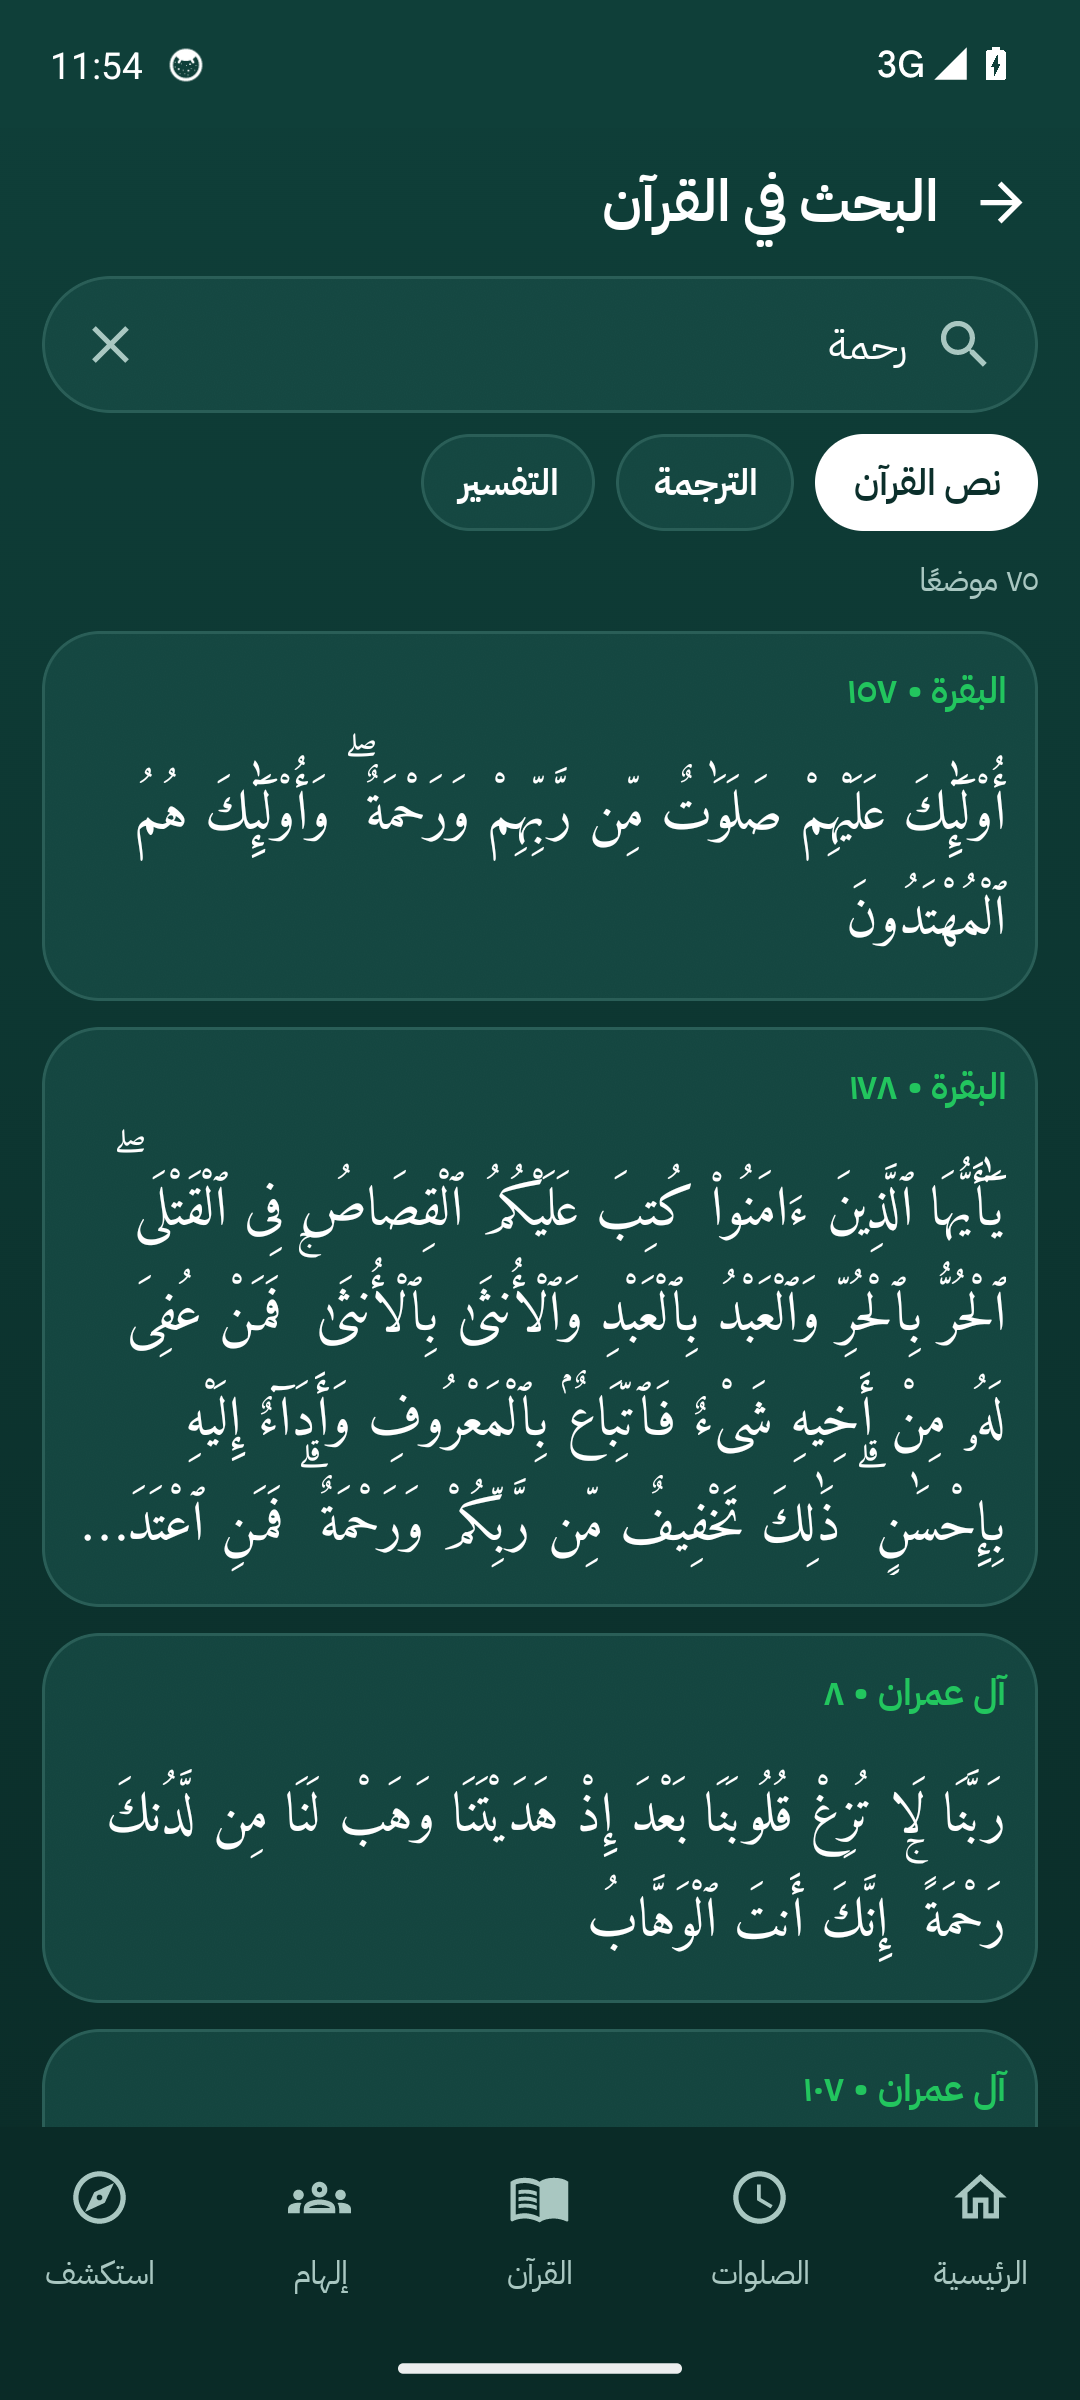 11:54
3G
البحث في القرآن
رحمة
نص القرآن
الترجمة
التفسير
٧٥ موضعًا
البقرة • ١٥٧
أُو۟لَـٰٓئِكَ عَلَيْهِمْ صَلَوَٰتٌ مِّن رَّبِّهِمْ وَرَحْمَةٌ ۖ وَأُو۟لَـٰٓئِكَ هُمُ
ٱلْمُهْتَدُونَ
البقرة • ١٧٨
يَـٰٓأَيُّهَا ٱلَّذِينَ ءَامَنُوا۟ كُتِبَ عَلَيْكُمُ ٱلْقِصَاصُ فِى ٱلْقَتْلَى ۖ
ٱلْحُرُّ بِٱلْحُرِّ وَٱلْعَبْدُ بِٱلْعَبْدِ وَٱلْأُنثَىٰ بِٱلْأُنثَىٰ ۚ فَمَنْ عُفِىَ
لَهُۥ مِنْ أَخِيهِ شَىْءٌ فَٱتِّبَاعٌۢ بِٱلْمَعْرُوفِ وَأَدَآءٌ إِلَيْهِ
بِإِحْسَـٰنٍ ۗ ذَٰلِكَ تَخْفِيفٌ مِّن رَّبِّكُمْ وَرَحْمَةٌ ۗ فَمَنِ ٱعْتَدَ...
آل عمران • ٨
رَبَّنَا لَا تُزِغْ قُلُوبَنَا بَعْدَ إِذْ هَدَيْتَنَا وَهَبْ لَنَا مِن لَّدُنكَ
رَحْمَةً ۚ إِنَّكَ أَنتَ ٱلْوَهَّابُ
آل عمران • ١٠٧
الرئيسية
الصلوات
القرآن
إلهام
استكشف